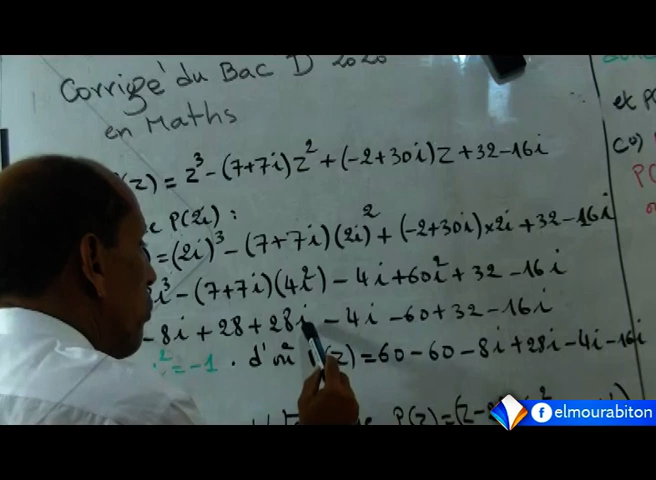 Corrigé du Bac D 2020
en Maths
(z) = z³ - (7+7i)z² + (-2+30i)z + 32-16i
P(2i) :
= (2i)³ - (7+7i)(2i)² + (-2+30i)×2i + 32-16i
i³ - (7+7i)(4i²) - 4i + 60i² + 32 - 16i
-8i + 28 + 28i - 4i - 60 + 32 - 16i
i² = -1 . d'où (z) = 60 - 60 - 8i + 28i - 4i - 16i
P(z) = (z-
et P(
C°)
P(
elmourabiton